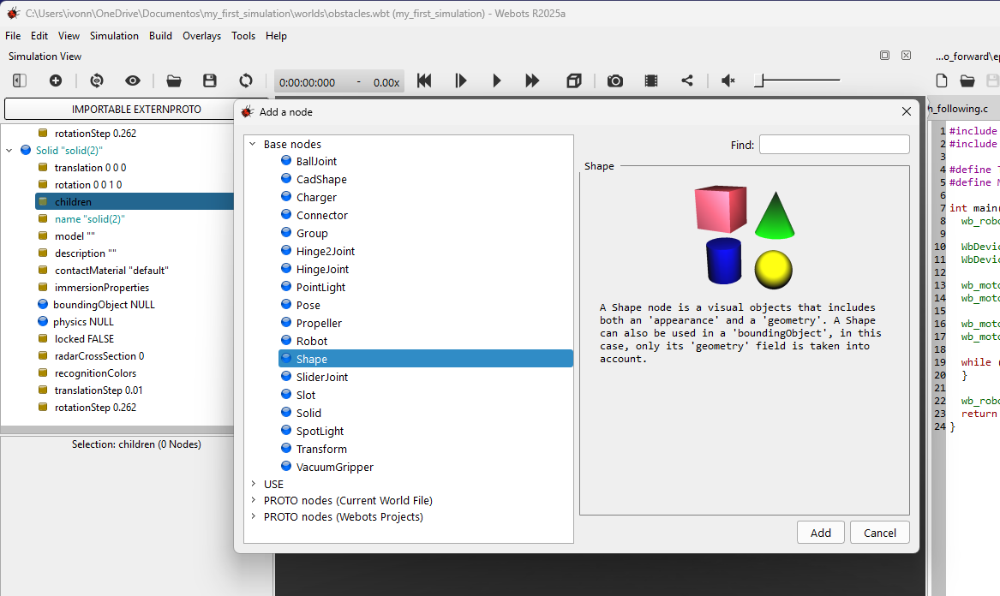 C:\Users\ivonn\OneDrive\Documentos\my_first_simulation\worlds\obstacles.wbt (my_first_simulation) - Webots R2025a
File Edit View Simulation Build Overlays Tools Help
Simulation View
...o_forward\ep
0:00:00:000 - 0.00x
IMPORTABLE EXTERNPROTO
h_following.c
rotationStep 0.262
Solid "solid(2)"
translation 0 0 0
rotation 0 0 1 0
children
name "solid(2)"
model ""
description ""
contactMaterial "default"
immersionProperties
boundingObject NULL
physics NULL
locked FALSE
radarCrossSection 0
recognitionColors
translationStep 0.01
rotationStep 0.262
Selection: children (0 Nodes)
Add a node
Base nodes
BallJoint
CadShape
Charger
Connector
Group
Hinge2Joint
HingeJoint
PointLight
Pose
Propeller
Robot
Shape
SliderJoint
Slot
Solid
SpotLight
Transform
VacuumGripper
USE
PROTO nodes (Current World File)
PROTO nodes (Webots Projects)
Find:
Shape
A Shape node is a visual objects that includes
both an 'appearance' and a 'geometry'. A Shape
can also be used in a 'boundingObject', in this
case, only its 'geometry' field is taken into
account.
Add Cancel
1 #include
2 #include
3
4 #define
5 #define
6
7 int main(
8 wb_robo
9
10 WbDevic
11 WbDevic
12
13 wb_moto
14 wb_moto
15
16 wb_moto
17 wb_moto
18
19 while (
20 }
21
22 wb_robo
23 return
24 }